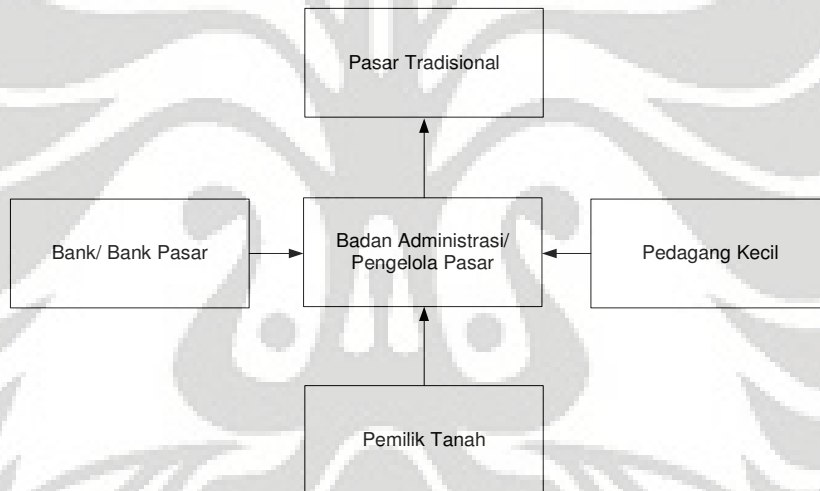 Pasar Tradisional
Bank/ Bank Pasar
Badan Administrasi/
Pengelola Pasar
Pedagang Kecil
Pemilik Tanah